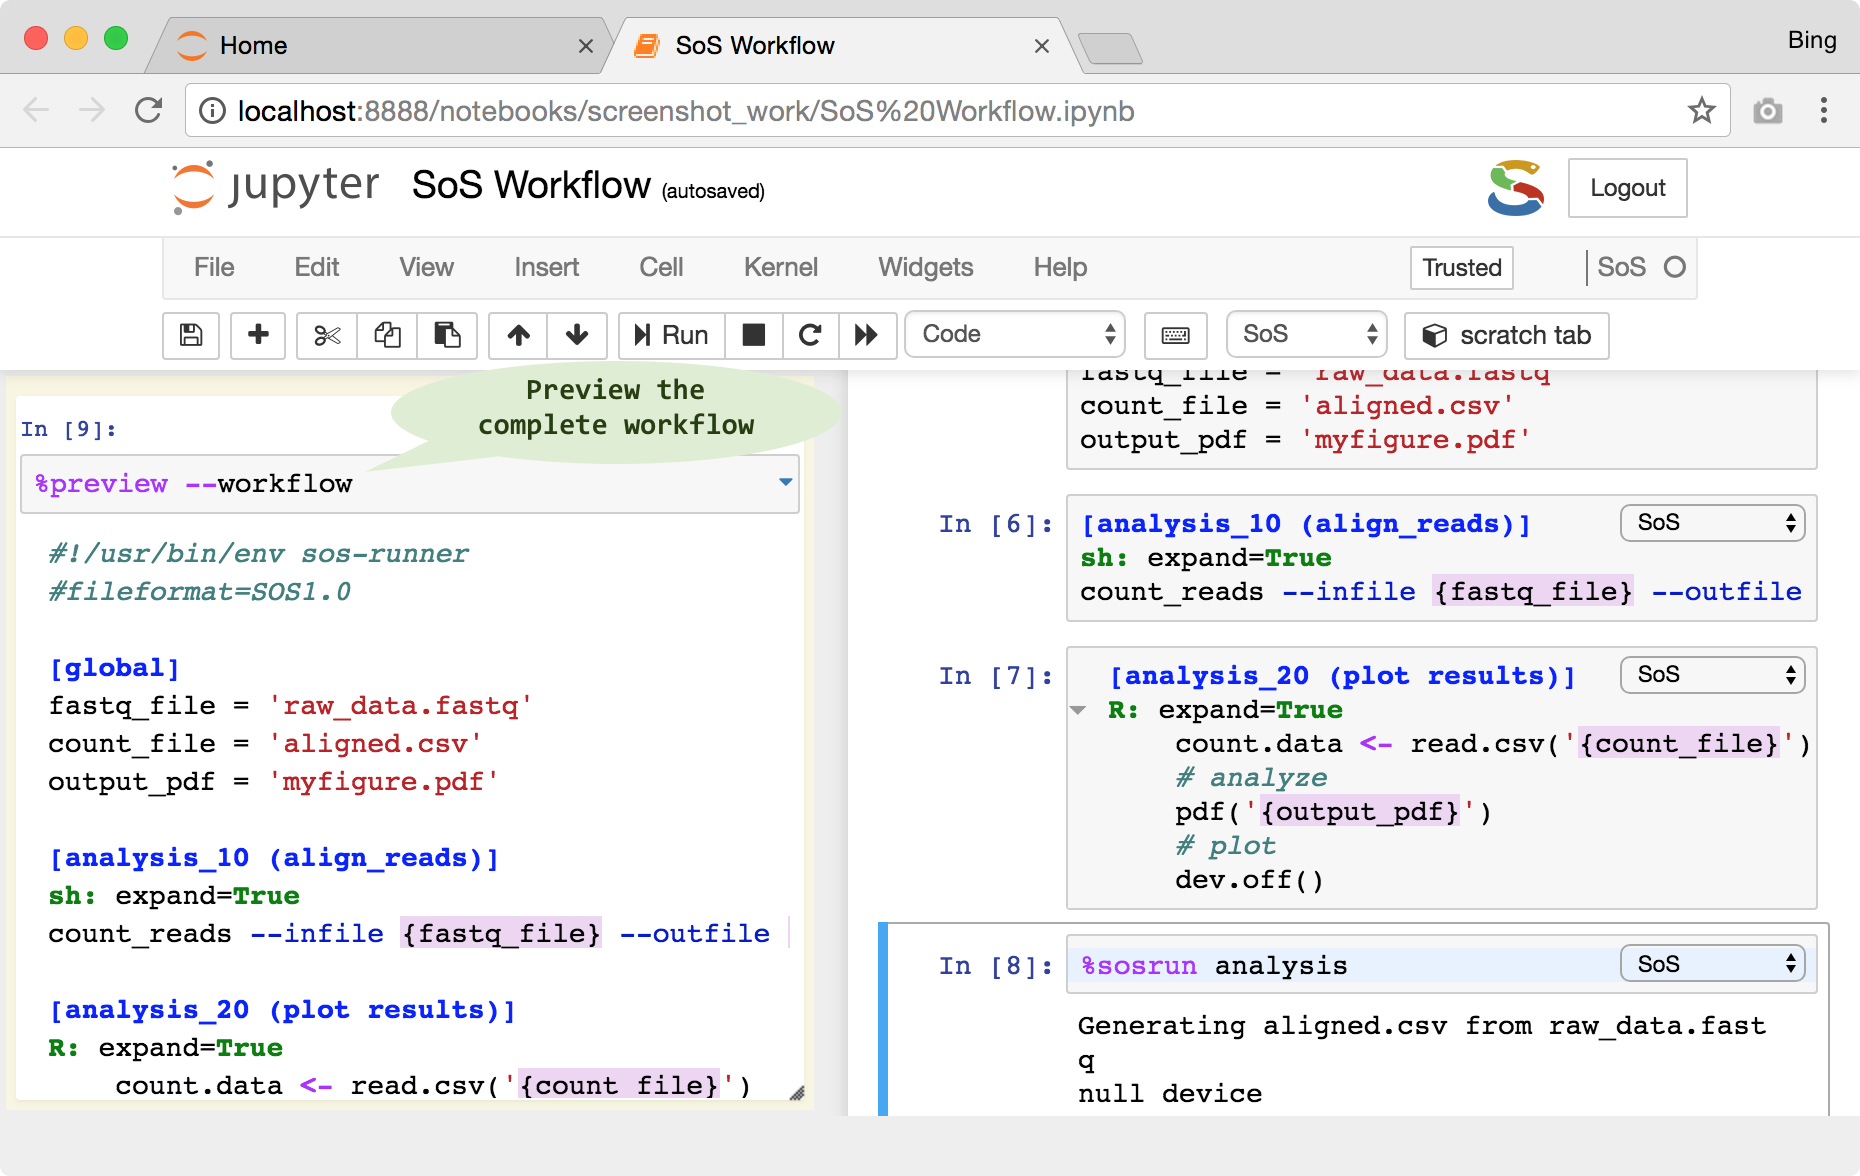 Home
SoS Workflow
Bing
localhost:8888/notebooks/screenshot_work/SoS%20Workflow.ipynb
jupyter SoS Workflow (autosaved)
Logout
File Edit View Insert Cell Kernel Widgets Help
Trusted
SoS
Run
Code
SoS
scratch tab
Preview the
complete workflow
In [9]:
%preview --workflow
#!/usr/bin/env sos-runner
#fileformat=SOS1.0
[global]
fastq_file = 'raw_data.fastq'
count_file = 'aligned.csv'
output_pdf = 'myfigure.pdf'
[analysis_10 (align_reads)]
sh: expand=True
count_reads --infile {fastq_file} --outfile
[analysis_20 (plot results)]
R: expand=True
count.data <- read.csv('{count_file}')
fastq_file = 'raw_data.fastq
count_file = 'aligned.csv'
output_pdf = 'myfigure.pdf'
In [6]:
[analysis_10 (align_reads)]
SoS
sh: expand=True
count_reads --infile {fastq_file} --outfile
In [7]:
[analysis_20 (plot results)]
SoS
R: expand=True
count.data <- read.csv('{count_file}')
# analyze
pdf('{output_pdf}')
# plot
dev.off()
In [8]:
%sosrun analysis
SoS
Generating aligned.csv from raw_data.fast
q
null device